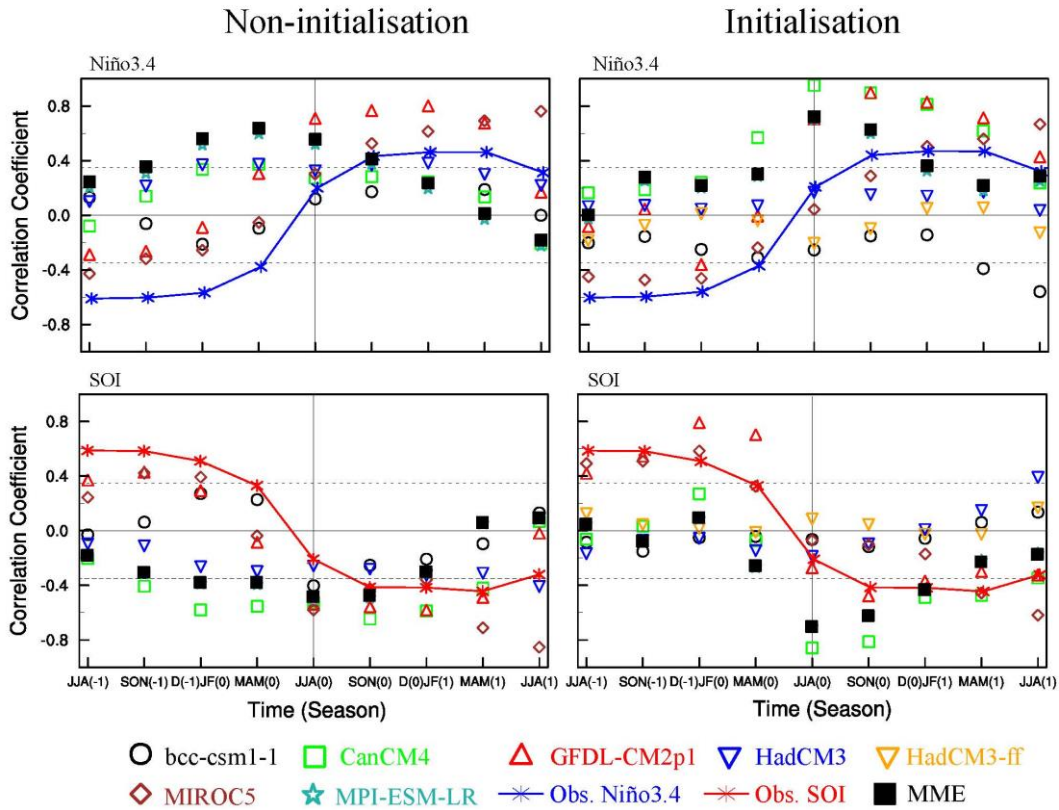 Non-initialisation Initialisation
Niño3.4 Niño3.4
Correlation Coefficient
0.8
0.4
0.0
-0.4
-0.8
Correlation Coefficient
0.8
0.4
0.0
-0.4
-0.8
SOI SOI
Correlation Coefficient
0.4
0.0
-0.4
-0.8
Correlation Coefficient
0.4
0.0
-0.4
-0.8
JJA(-1) SON(-1) D(-1)JF(0) MAM(0) JJA(0) SON(0) D(0)JF(1) MAM(1) JJA(1)
Time (Season)
JJA(-1) SON(-1) D(-1)JF(0) MAM(0) JJA(0) SON(0) D(0)JF(1) MAM(1) JJA(1)
Time (Season)
bcc-csm1-1 CanCM4 GFDL-CM2p1 HadCM3 HadCM3-ff
MIROC5 MPI-ESM-LR Obs. Niño3.4 Obs. SOI MME